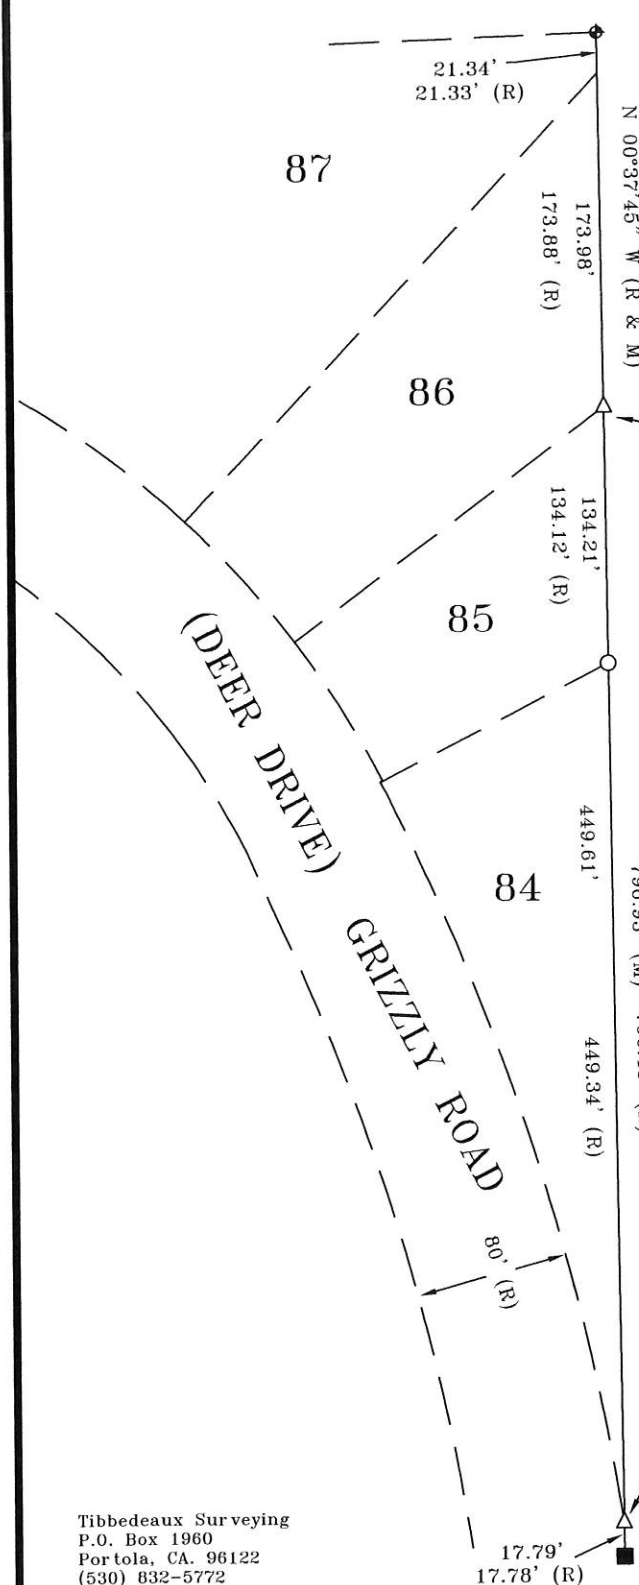 21.34'
21.33' (R)
87
N 00°37'45" W (R & M)
173.98'
173.88' (R)
86
134.21'
134.12' (R)
85
(DEER DRIVE) GRIZZLY ROAD
449.61'
84
(M)
449.34' (R)
80' (R)
17.79'
17.78' (R)
Tibbedeaux Surveying
P.O. Box 1960
Portola, CA. 96122
(530) 832-5772